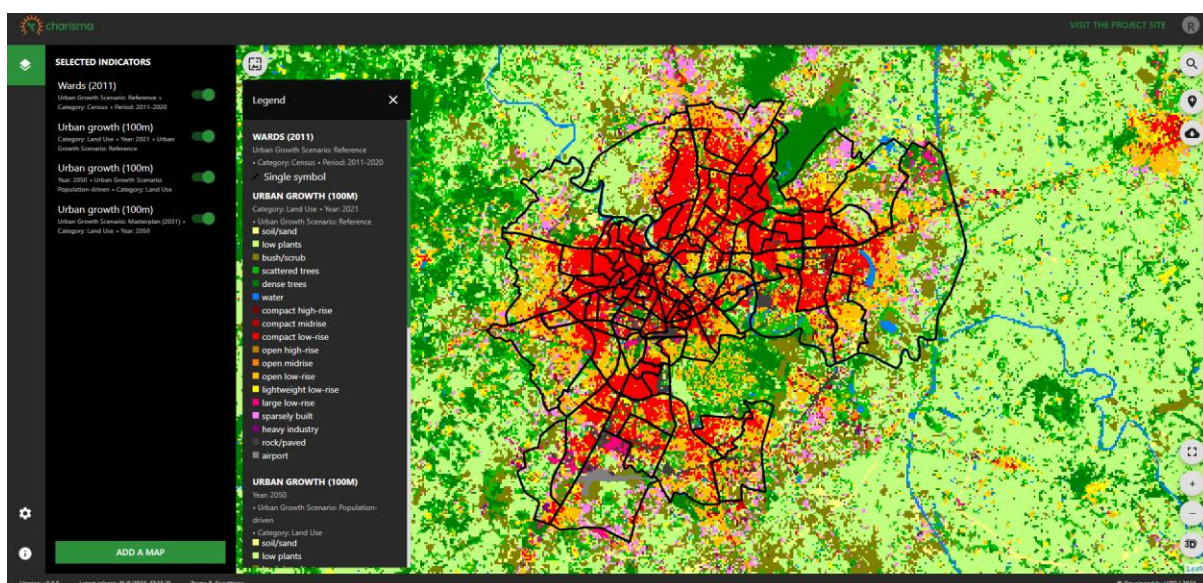 charisma
VISIT THE PROJECT SITE
R
SELECTED INDICATORS
Wards (2011)
Urban Growth Scenario: Reference •
Category: Census • Period: 2011-2020
Urban growth (100m)
Category: Land Use • Year: 2021 • Urban
Growth Scenario: Reference
Urban growth (100m)
Year: 2050 • Urban Growth Scenario:
Population-driven • Category: Land Use
Urban growth (100m)
Urban Growth Scenario: Masterplan (2031) •
Category: Land Use • Year: 2050
ADD A MAP
Legend
WARDS (2011)
Urban Growth Scenario: Reference
• Category: Census • Period: 2011-2020
Single symbol
URBAN GROWTH (100M)
Category: Land Use • Year: 2021
• Urban Growth Scenario: Reference
soil/sand
low plants
bush/scrub
scattered trees
dense trees
water
compact high-rise
compact midrise
compact low-rise
open high-rise
open midrise
open low-rise
lightweight low-rise
large low-rise
sparsely built
heavy industry
rock/paved
airport
URBAN GROWTH (100M)
Year: 2050
• Urban Growth Scenario: Population-
driven
• Category: Land Use
soil/sand
low plants
3D